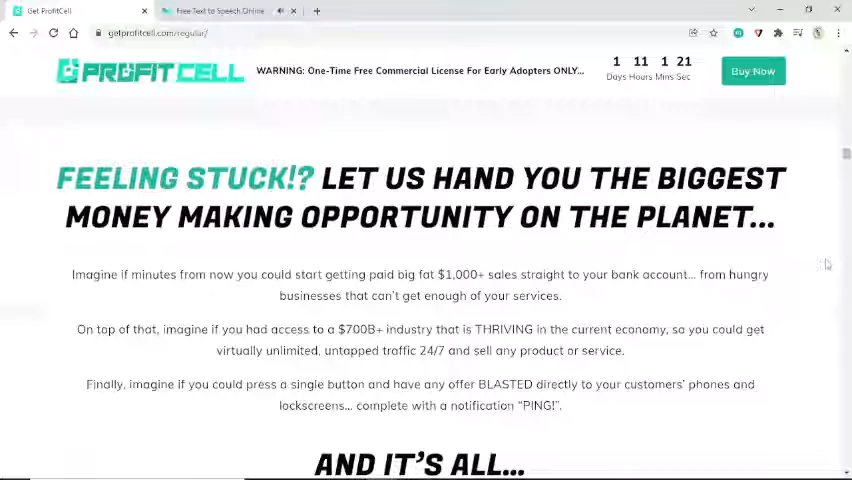 Get ProfitCell
Free Text to Speech Online
getprofitcell.com/regular/
PROFIT CELL
WARNING: One-Time Free Commercial License For Early Adopters ONLY...
1 11 1 21
Days Hours Mins Sec
Buy Now
FEELING STUCK!? LET US HAND YOU THE BIGGEST
MONEY MAKING OPPORTUNITY ON THE PLANET...
Imagine if minutes from now you could start getting paid big fat $1,000+ sales straight to your bank account... from hungry
businesses that can't get enough of your services.
On top of that, imagine if you had access to a $700B+ industry that is THRIVING in the current economy, so you could get
virtually unlimited, untapped traffic 24/7 and sell any product or service.
Finally, imagine if you could press a single button and have any offer BLASTED directly to your customers' phones and
lockscreens... complete with a notification “PING!”.
AND IT'S ALL...